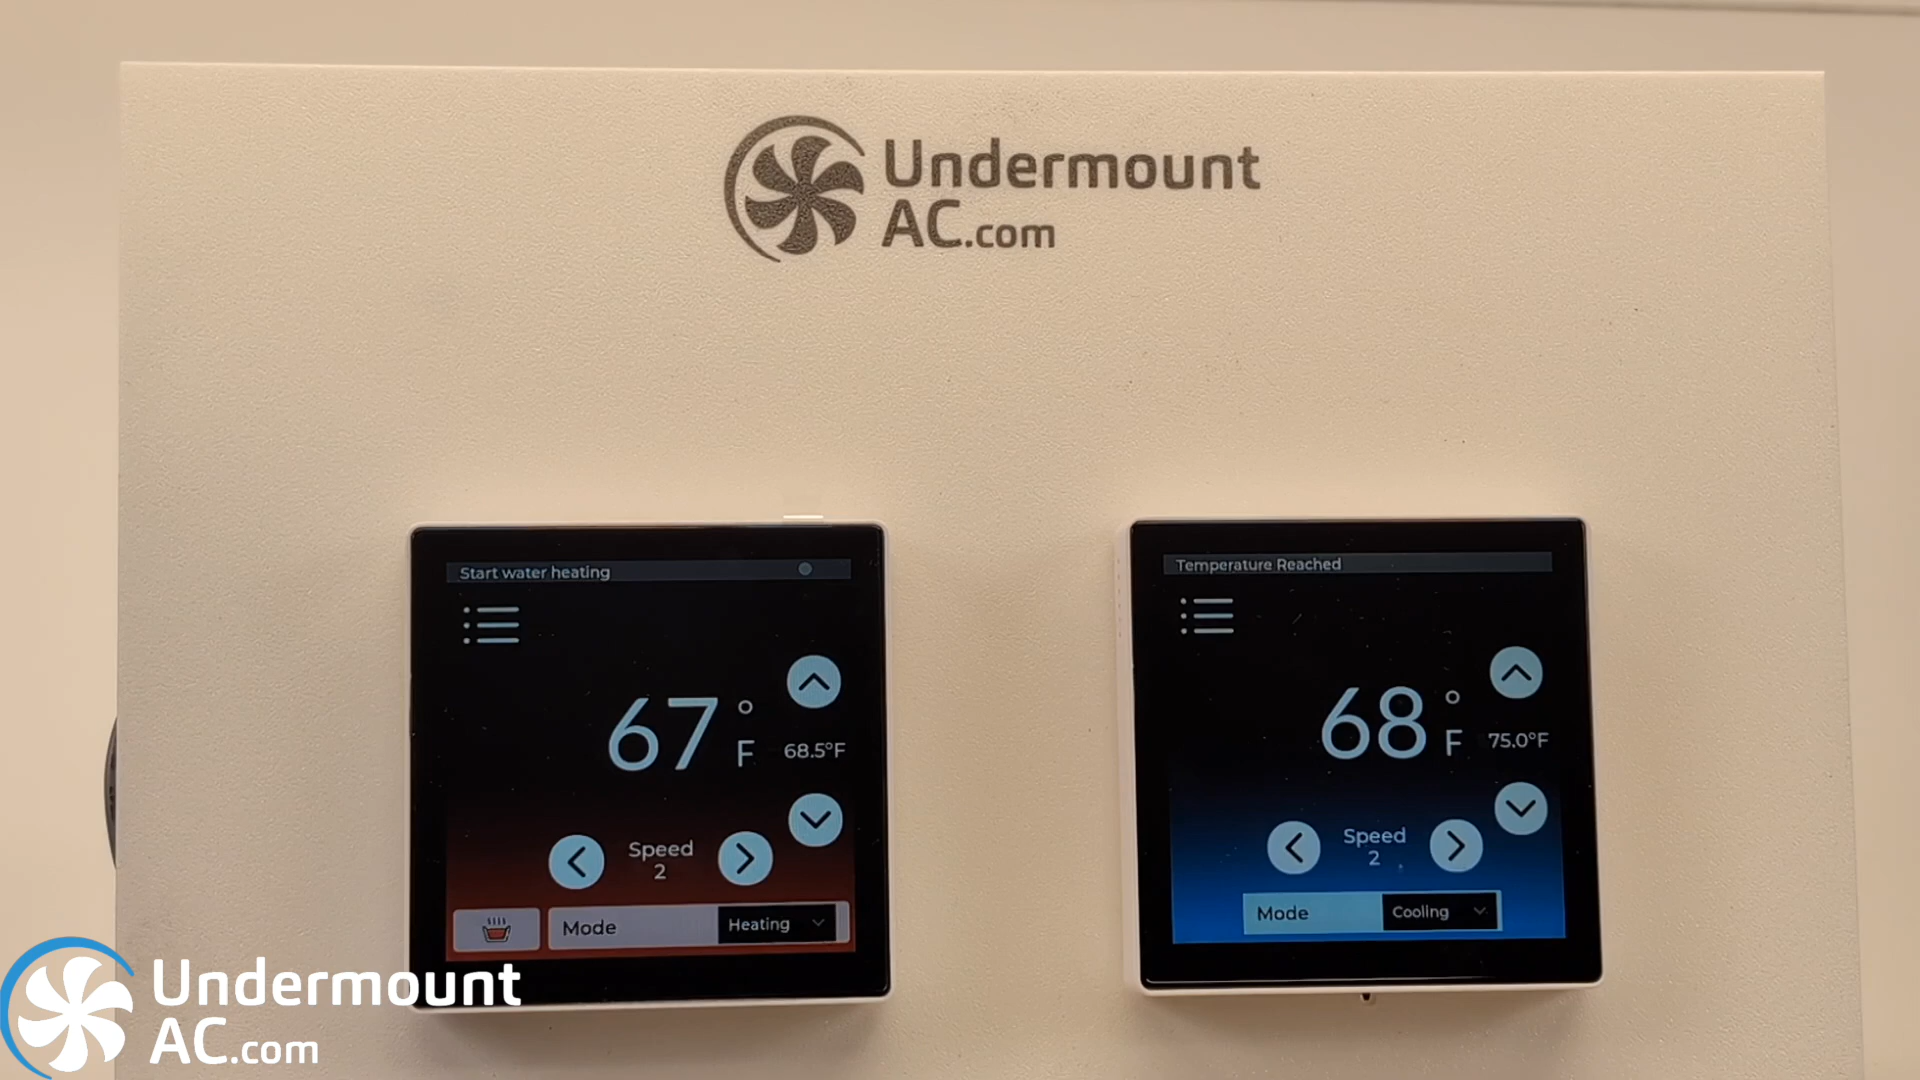 Undermount
AC.com
Start water heating
67 °F
68.5°F
Speed
2
Mode
Heating
Temperature Reached
68 °F
75.0°F
Speed
2
Mode
Cooling
Undermount
AC.com